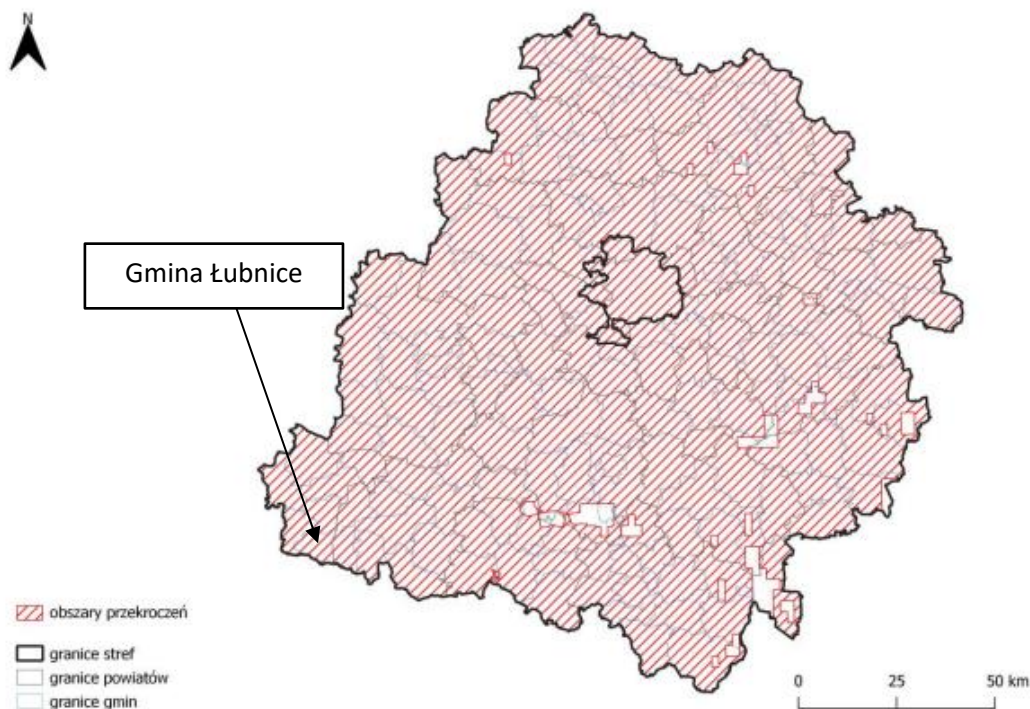 N
Gmina Łubnice
obszary przekroczeń
granice stref
granice powiatów
granice gmin
0 25 50 km